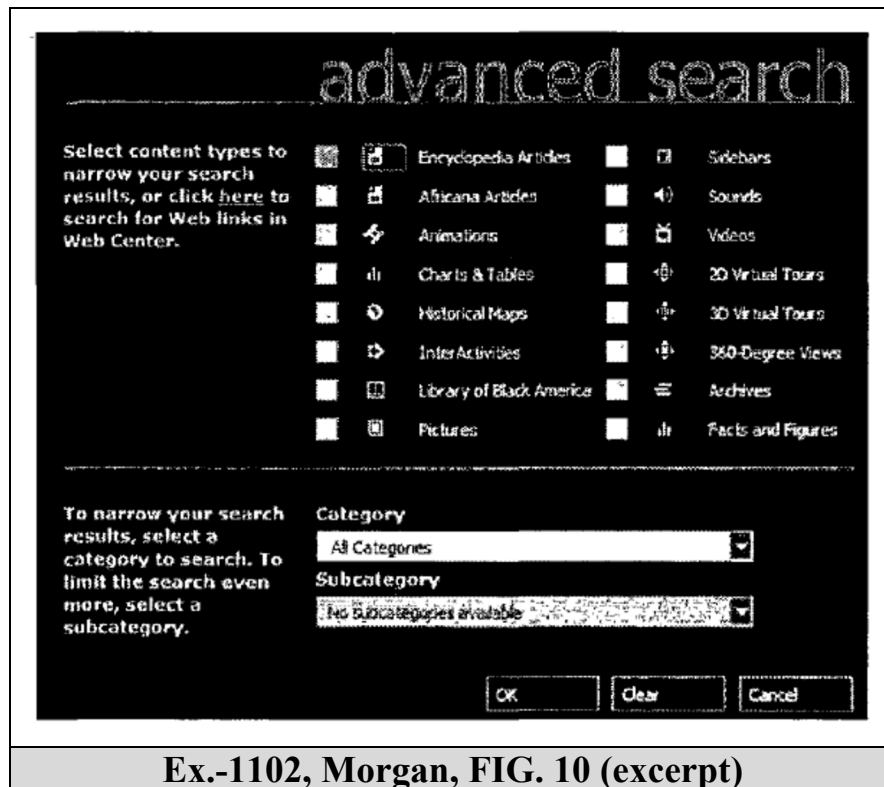 advanced search
Select content types to
narrow your search
results, or click here to
search for Web links in
Web Center.
Encyclopedia Articles
Africana Articles
Animations
Charts & Tables
Historical Maps
InterActivities
Library of Black America
Pictures
Sidebars
Sounds
Videos
2D Virtual Tours
3D Virtual Tours
360-Degree Views
Archives
Facts and Figures
To narrow your search
results, select a
category to search. To
limit the search even
more, select a
subcategory.
Category
All Categories
Subcategory
No subcategories available
OK
Clear
Cancel
Ex.-1102, Morgan, FIG. 10 (excerpt)